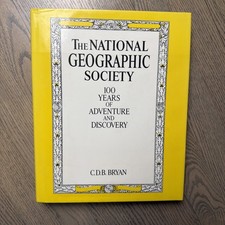 THE NATIONAL
GEOGRAPHIC
SOCIETY
100
YEARS
OF
ADVENTURE
AND
DISCOVERY
C.D.B. BRYAN